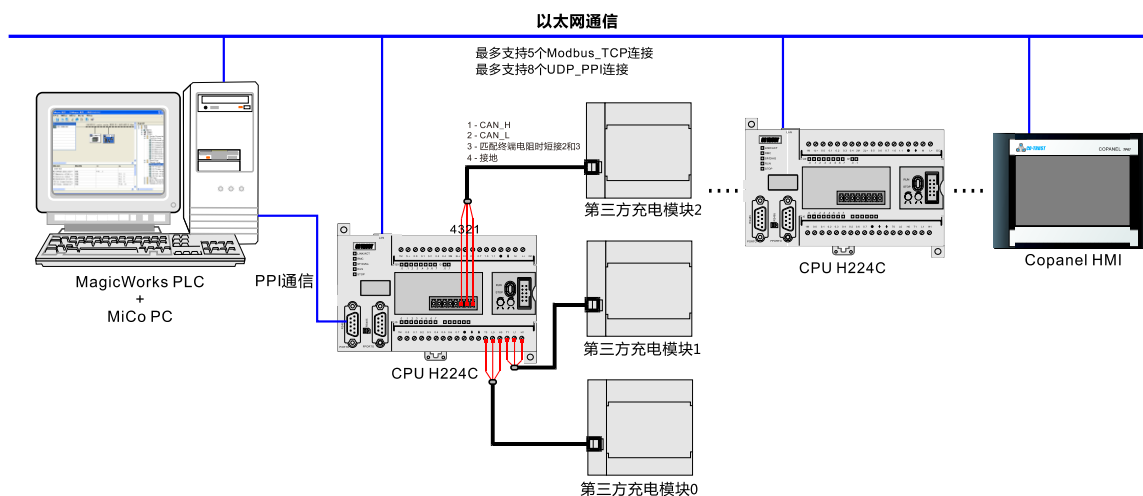 以太网通信
最多支持5个Modbus_TCP连接
最多支持8个UDP_PPI连接
1 - CAN_H
2 - CAN_L
3 - 匹配终端电阻时短接2和3
4 - 接地
第三方充电模块2
CO-TRUST
COPANEL
CPU H224C
Copanel HMI
4321
MagicWorks PLC
+
MiCo PC
PPI通信
CPU H224C
第三方充电模块1
第三方充电模块0